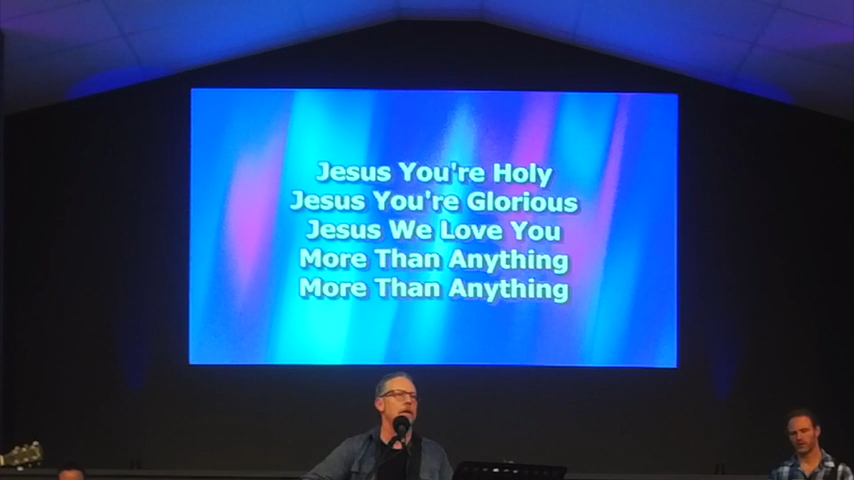 Jesus You're Holy
Jesus You're Glorious
Jesus We Love You
More Than Anything
More Than Anything